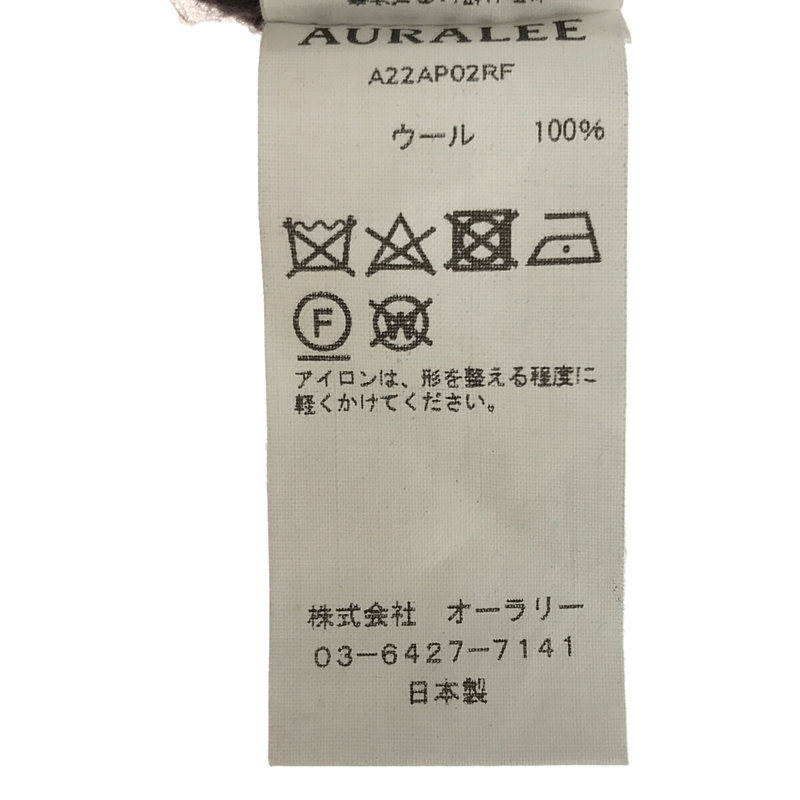 AURALEE
A22AP02RF
ウール 100%
F
W
アイロンは、形を整える程度に
軽くかけてください。
株式会社 オーラリー
03-6427-7141
日本製